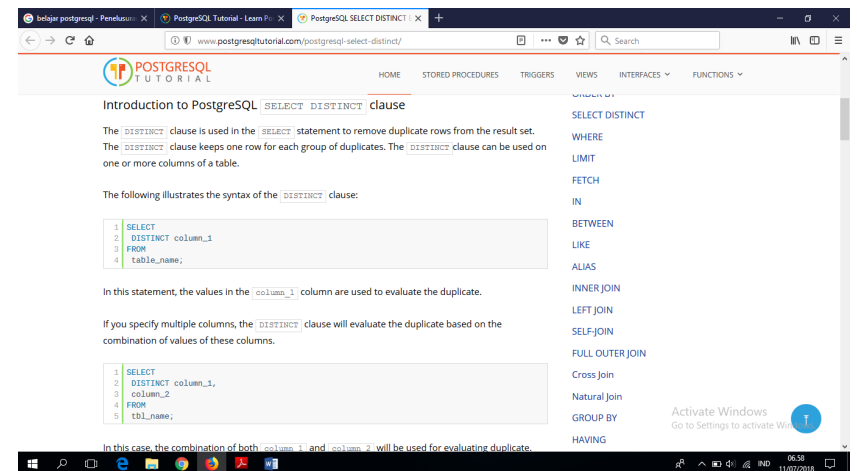 belajar postgresql - Penelusura
PostgreSQL Tutorial - Learn Po
PostgreSQL SELECT DISTINCT
www.postgresqltutorial.com/postgresql-select-distinct/
Search
POSTGRESQL
TUTORIAL
HOME STORED PROCEDURES TRIGGERS VIEWS INTERFACES FUNCTIONS
Introduction to PostgreSQL SELECT DISTINCT clause
The DISTINCT clause is used in the SELECT statement to remove duplicate rows from the result set.
The DISTINCT clause keeps one row for each group of duplicates. The DISTINCT clause can be used on
one or more columns of a table.
The following illustrates the syntax of the DISTINCT clause:
1 SELECT
2 DISTINCT column_1
3 FROM
4 table_name;
In this statement, the values in the column_1 column are used to evaluate the duplicate.
If you specify multiple columns, the DISTINCT clause will evaluate the duplicate based on the
combination of values of these columns.
1 SELECT
2 DISTINCT column_1,
3 column_2
4 FROM
5 tbl_name;
In this case, the combination of both column_1 and column_2 will be used for evaluating duplicate.
ORDER BY
SELECT DISTINCT
WHERE
LIMIT
FETCH
IN
BETWEEN
LIKE
ALIAS
INNER JOIN
LEFT JOIN
SELF-JOIN
FULL OUTER JOIN
Cross Join
Natural Join
GROUP BY
HAVING
Activate Windows
Go to Settings to activate Win
IND
06.58
11/07/2018